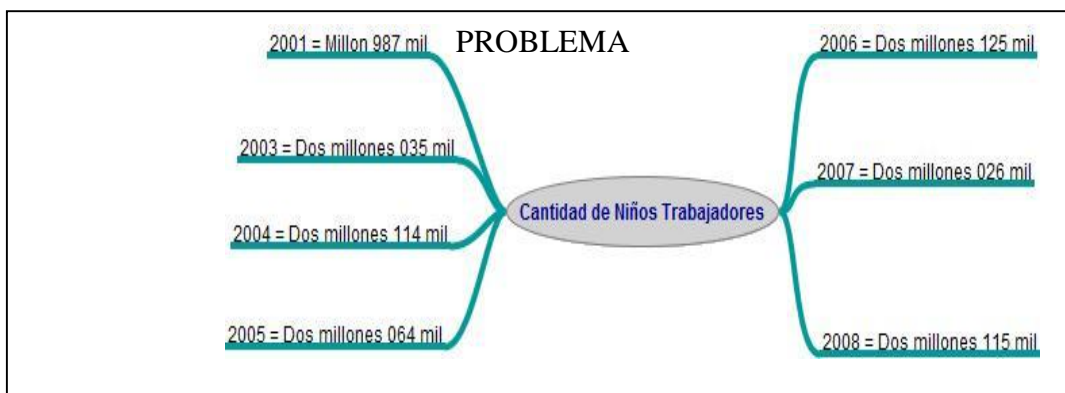 PROBLEMA
2001 = Millon 987 mil
2003 = Dos millones 035 mil
2004 = Dos millones 114 mil
2005 = Dos millones 064 mil
Cantidad de Niños Trabajadores
2006 = Dos millones 125 mil
2007 = Dos millones 026 mil
2008 = Dos millones 115 mil